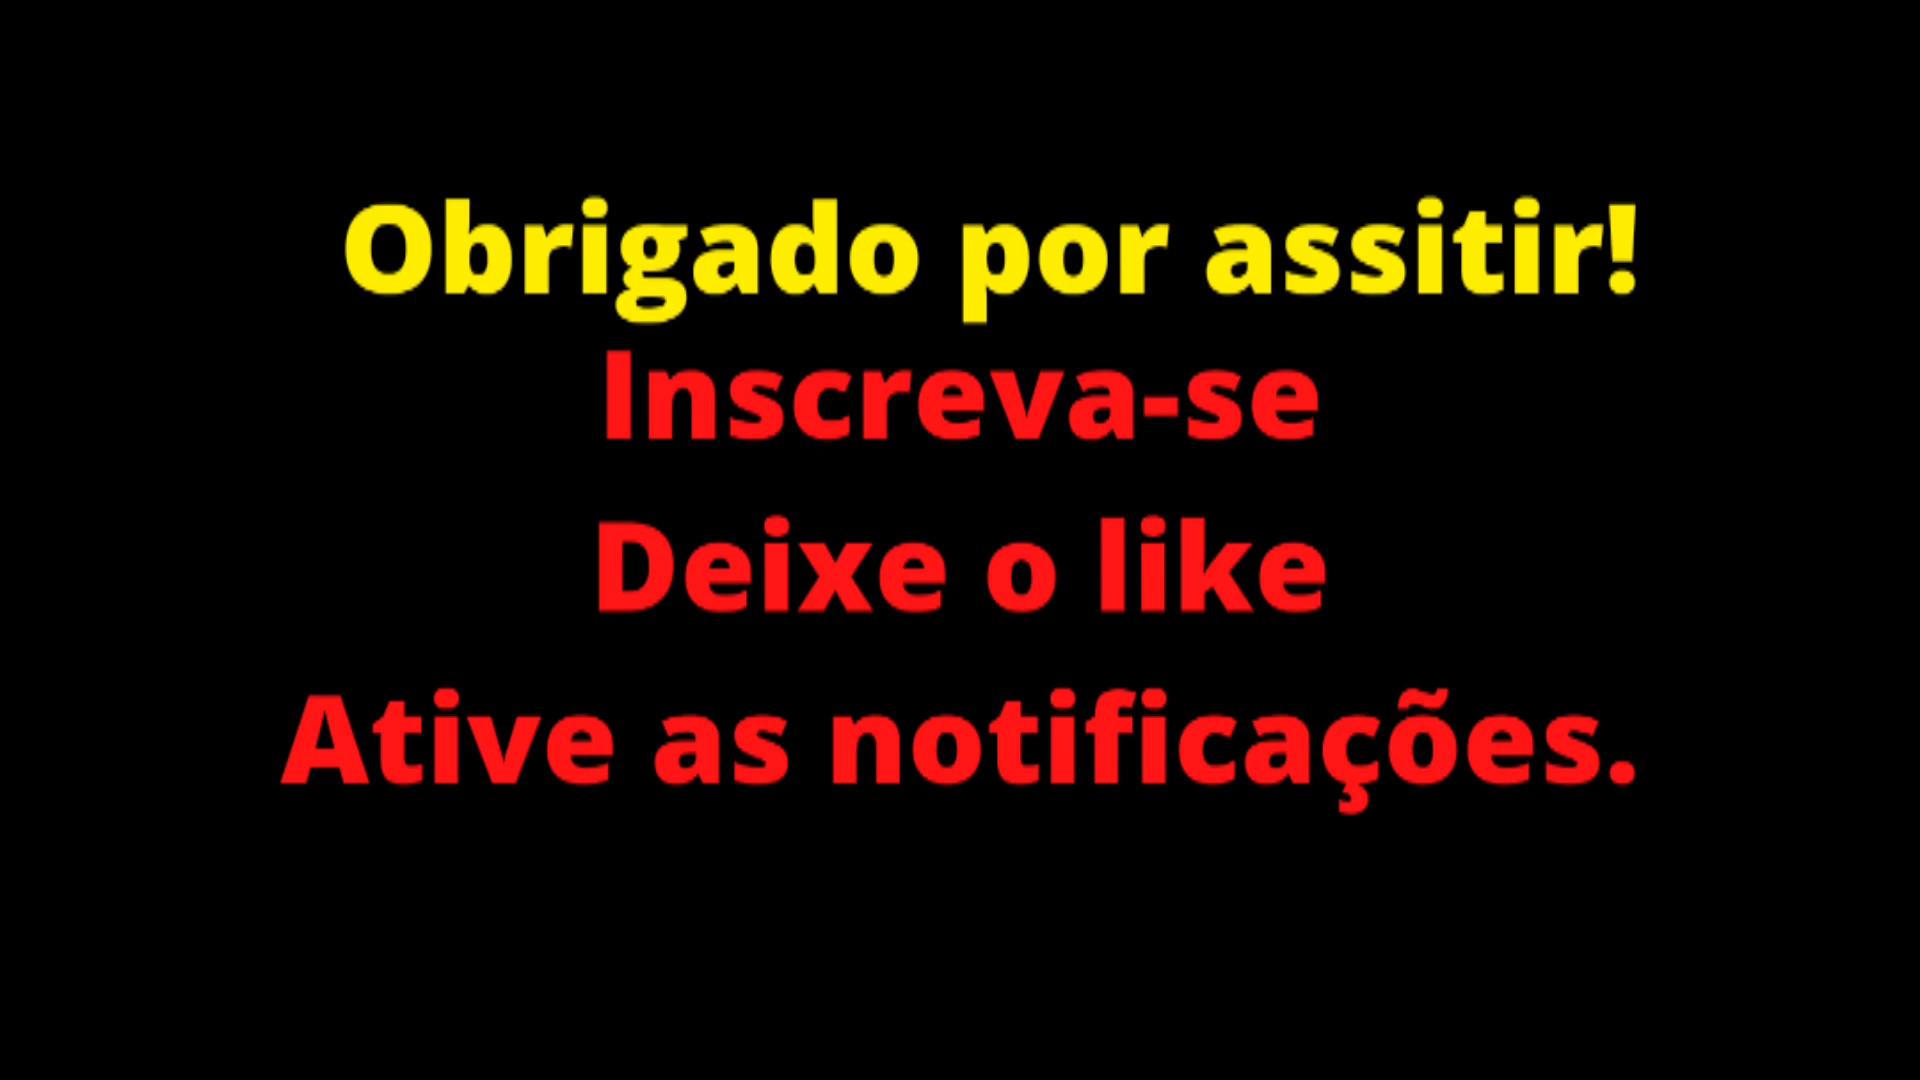 Obrigado por assitir!
Inscreva-se
Deixe o like
Ative as notificações.